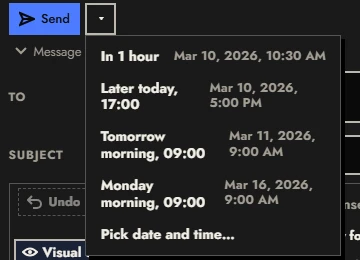 Send
Message
TO
SUBJECT
Undo
Visual
In 1 hour Mar 10, 2026, 10:30 AM
Later today, Mar 10, 2026,
17:00 5:00 PM
Tomorrow Mar 11, 2026,
morning, 09:00 9:00 AM
Monday Mar 16, 2026,
morning, 09:00 9:00 AM
Pick date and time...